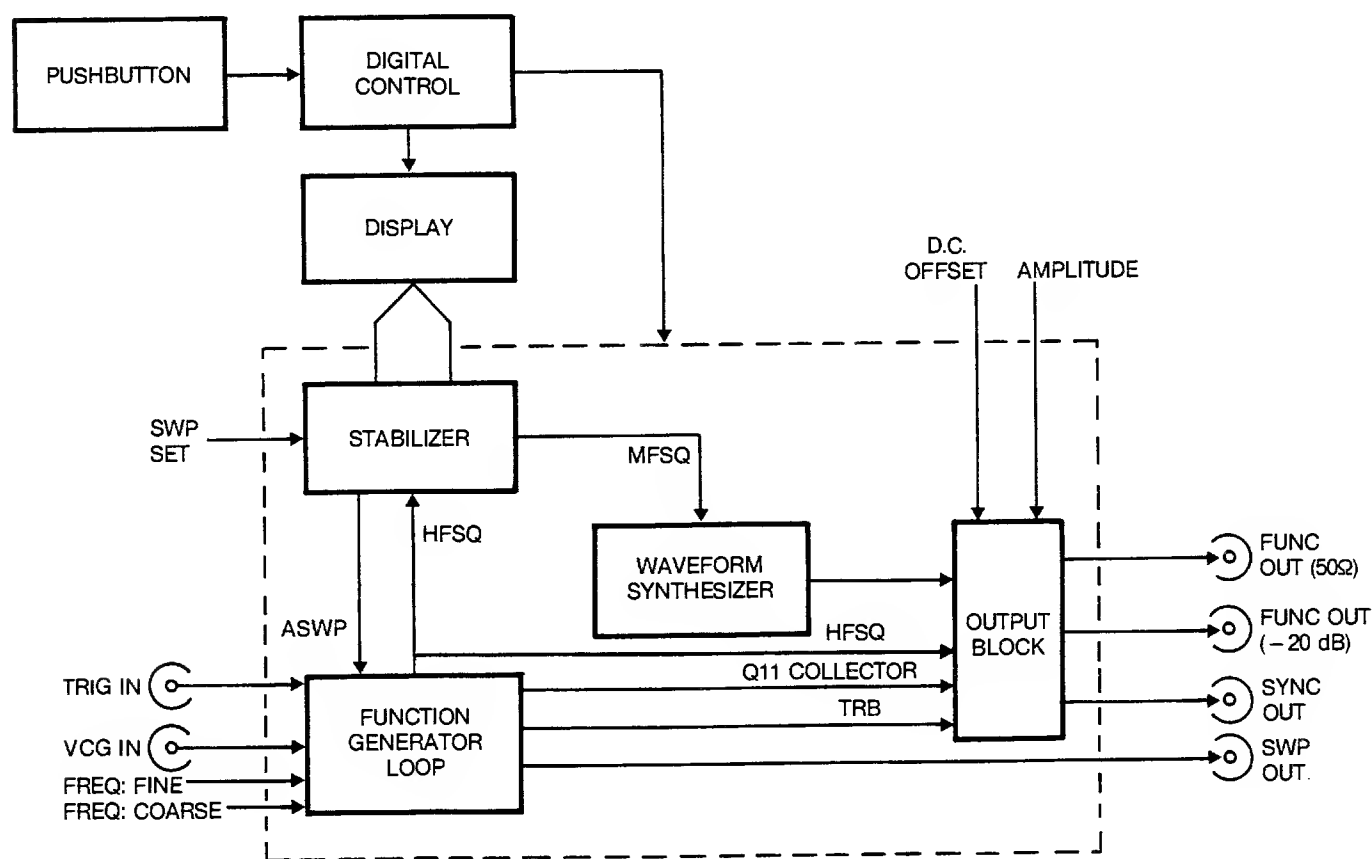 PUSHBUTTON
DIGITAL
CONTROL
DISPLAY
D.C.
OFFSET
AMPLITUDE
SWP
SET
STABILIZER
MFSQ
HFSQ
WAVEFORM
SYNTHESIZER
FUNC
OUT (50Ω)
ASWP
HFSQ
OUTPUT
BLOCK
FUNC OUT
(– 20 dB)
TRIG IN
Q11 COLLECTOR
FUNCTION
GENERATOR
LOOP
TRB
SYNC
OUT
VCG IN
SWP
OUT.
FREQ: FINE
FREQ: COARSE